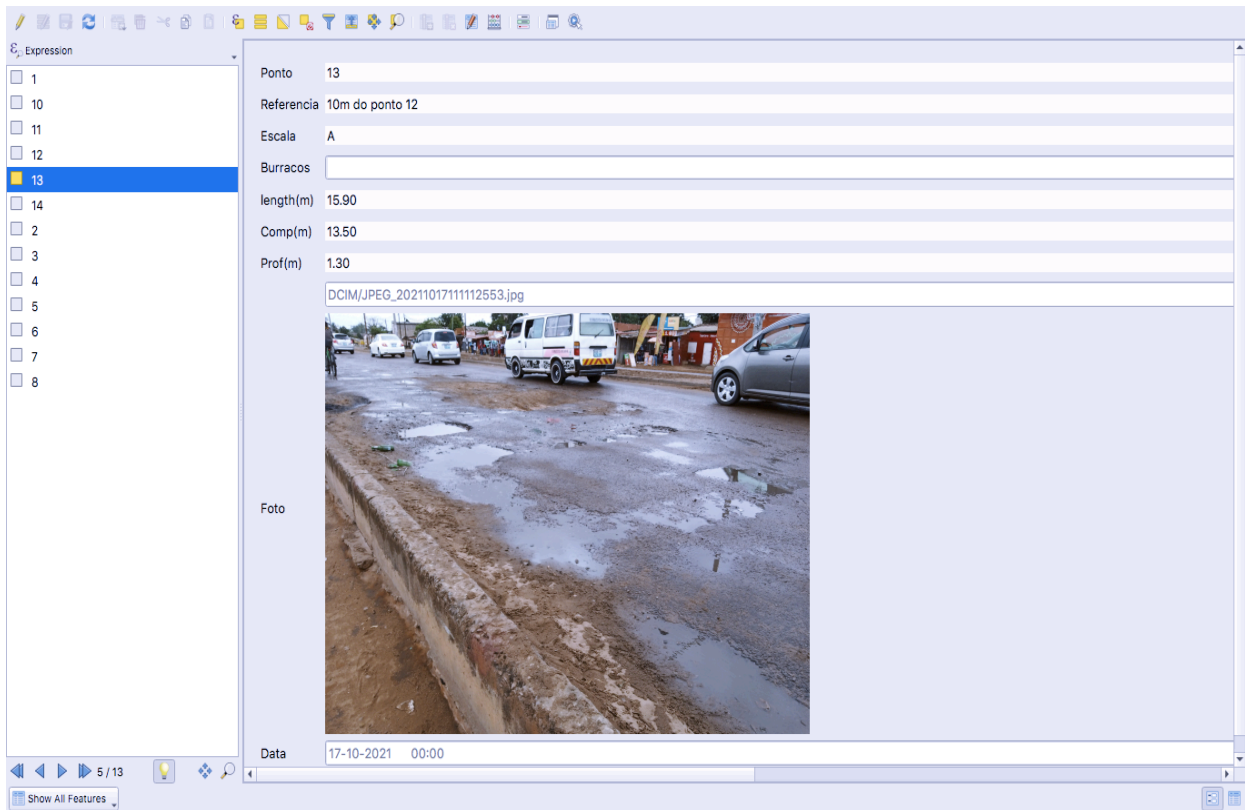 Expression
1
10
11
12
13
14
2
3
4
5
6
7
8
Ponto 13
Referencia 10m do ponto 12
Escala A
Burracos
length(m) 15.90
Comp(m) 13.50
Prof(m) 1.30
DCIM/JPEG_20211017111112553.jpg
Foto
Data 17-10-2021 00:00
5 / 13
Show All Features